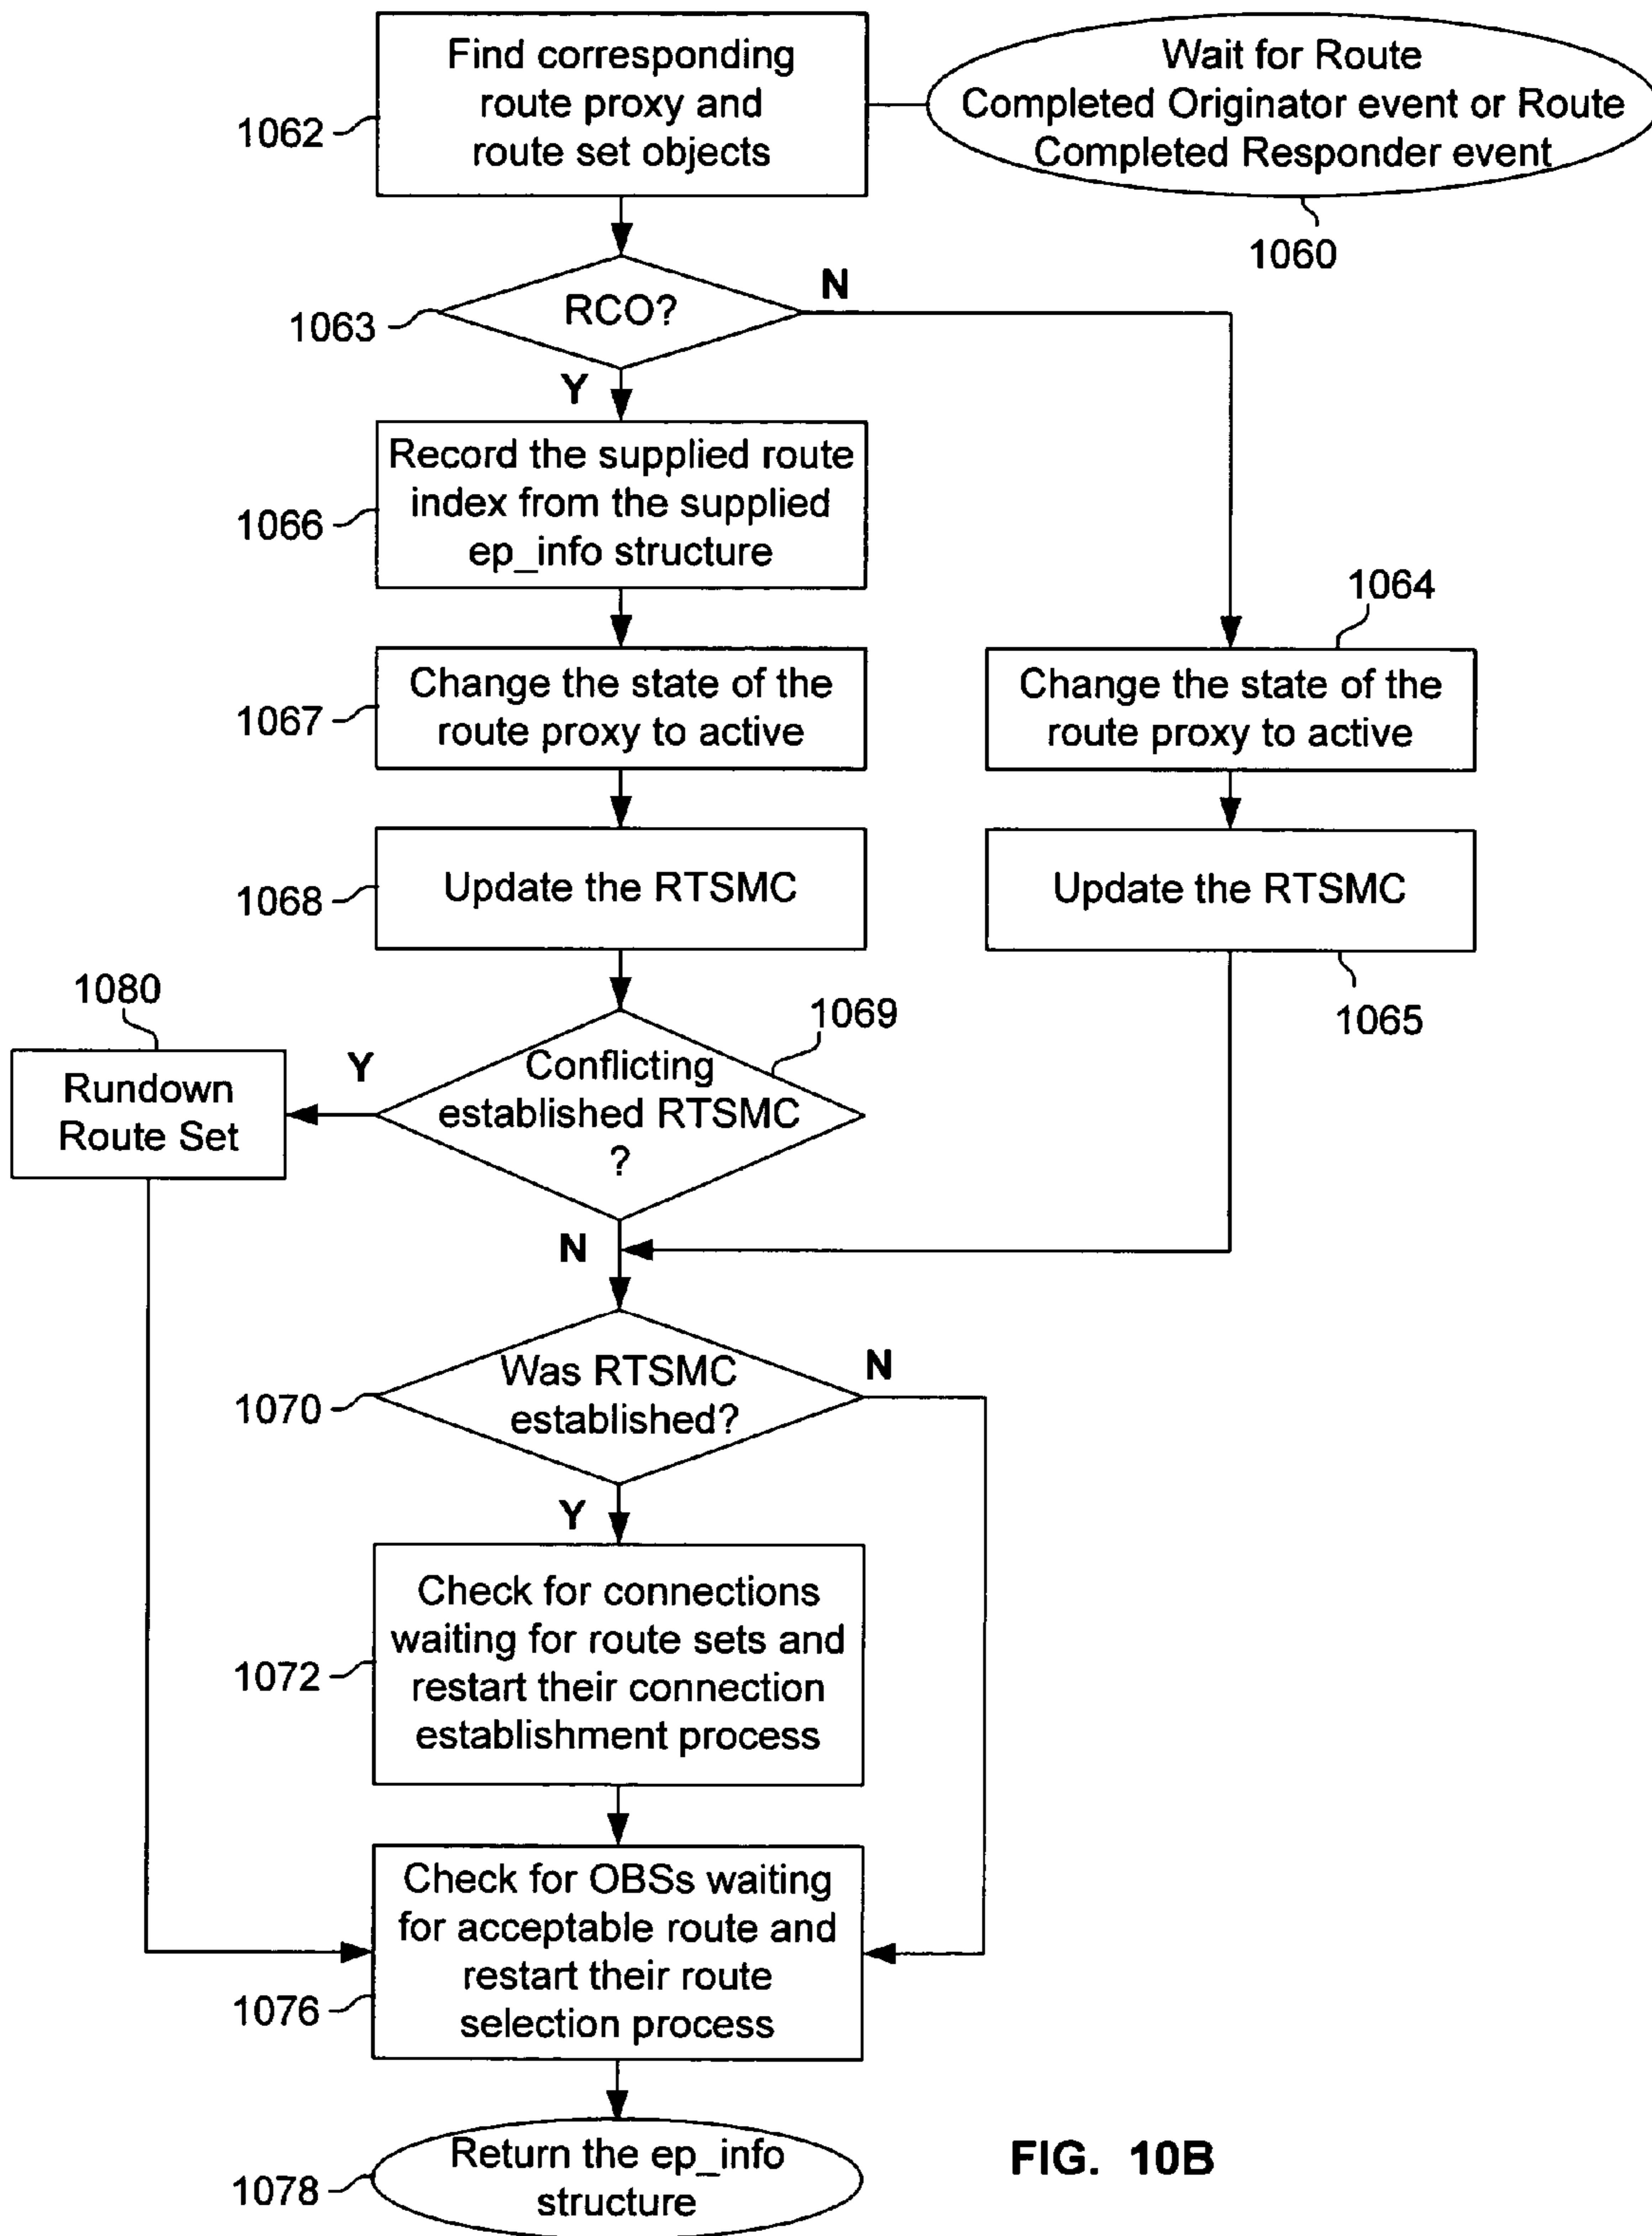 Find corresponding
route proxy and
route set objects
1062
Wait for Route
Completed Originator event or Route
Completed Responder event
1060
RCO?
1063
N
Y
Record the supplied route
index from the supplied
ep_info structure
1066
1064
Change the state of the
route proxy to active
1067
Change the state of the
route proxy to active
Update the RTSMC
1068
Update the RTSMC
1065
1080
1069
Rundown
Route Set
Y
Conflicting
established RTSMC
?
N
Was RTSMC
established?
1070
N
Y
Check for connections
waiting for route sets and
restart their connection
establishment process
1072
Check for OBSs waiting
for acceptable route and
restart their route
selection process
1076
Return the ep_info
structure
1078
FIG. 10B